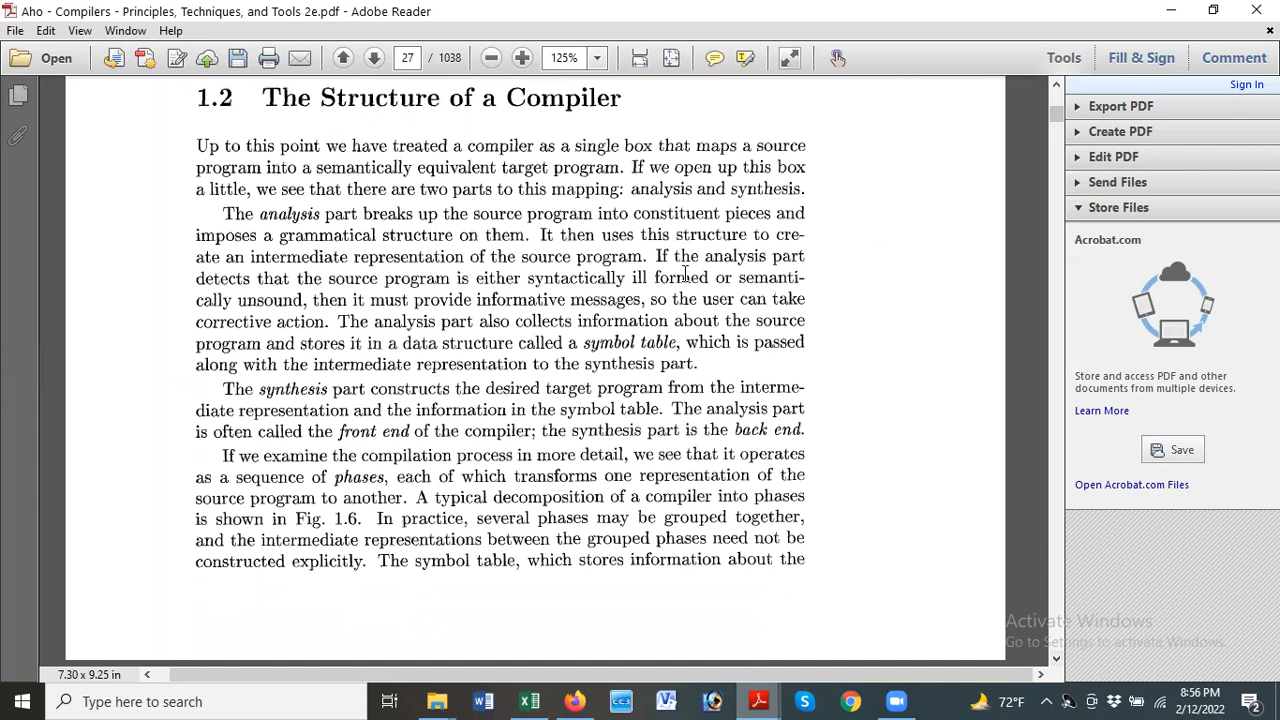 Aho - Compilers - Principles, Techniques, and Tools 2e.pdf - Adobe Reader
File Edit View Window Help
Open 27 / 1038 125% Tools Fill & Sign Comment
Sign In
Export PDF
Create PDF
Edit PDF
Send Files
Store Files
Acrobat.com
Store and access PDF and other
documents from multiple devices.
Learn More
Save
Open Acrobat.com Files
1.2 The Structure of a Compiler
Up to this point we have treated a compiler as a single box that maps a source
program into a semantically equivalent target program. If we open up this box
a little, we see that there are two parts to this mapping: analysis and synthesis.
The analysis part breaks up the source program into constituent pieces and
imposes a grammatical structure on them. It then uses this structure to cre-
ate an intermediate representation of the source program. If the analysis part
detects that the source program is either syntactically ill formed or semanti-
cally unsound, then it must provide informative messages, so the user can take
corrective action. The analysis part also collects information about the source
program and stores it in a data structure called a symbol table, which is passed
along with the intermediate representation to the synthesis part.
The synthesis part constructs the desired target program from the interme-
diate representation and the information in the symbol table. The analysis part
is often called the front end of the compiler; the synthesis part is the back end.
If we examine the compilation process in more detail, we see that it operates
as a sequence of phases, each of which transforms one representation of the
source program to another. A typical decomposition of a compiler into phases
is shown in Fig. 1.6. In practice, several phases may be grouped together,
and the intermediate representations between the grouped phases need not be
constructed explicitly. The symbol table, which stores information about the
Activate Windows
Go to Settings to activate Windows.
7.30 x 9.25 in
Type here to search
72°F
8:56 PM
2/12/2022
2